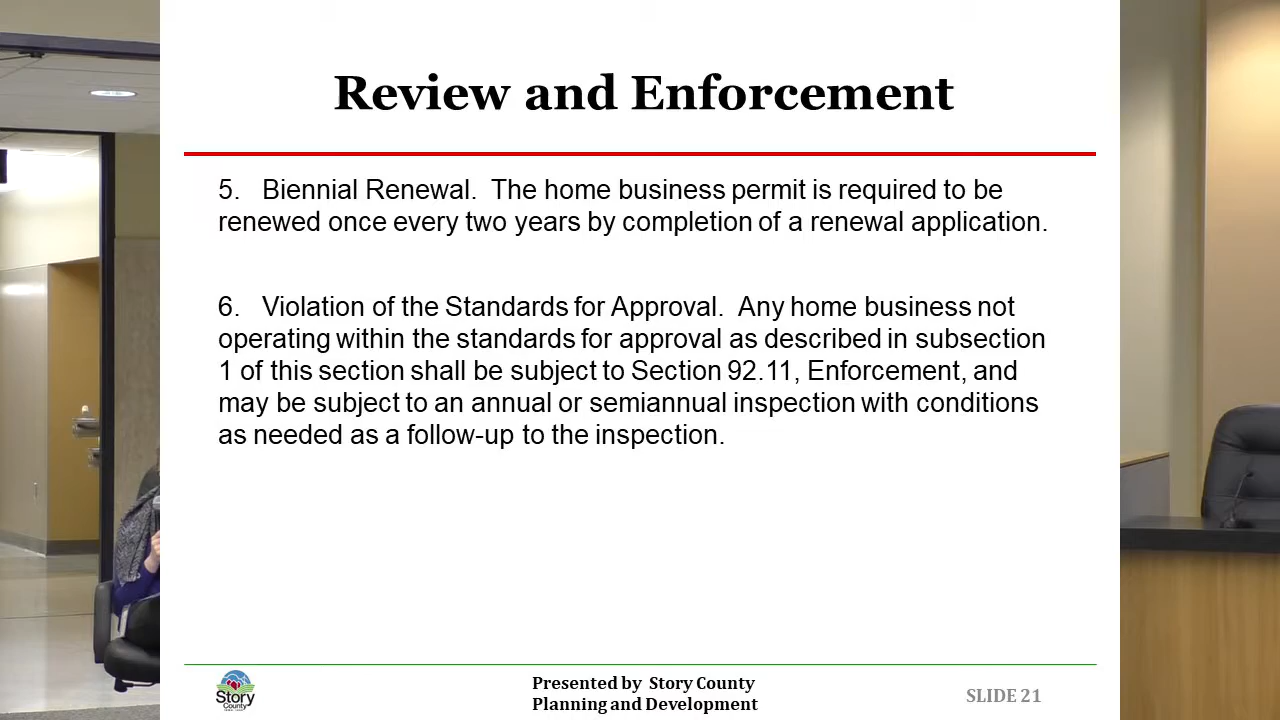 Review and Enforcement
5. Biennial Renewal. The home business permit is required to be
renewed once every two years by completion of a renewal application.
6. Violation of the Standards for Approval. Any home business not
operating within the standards for approval as described in subsection
1 of this section shall be subject to Section 92.11, Enforcement, and
may be subject to an annual or semiannual inspection with conditions
as needed as a follow-up to the inspection.
Story
County
Presented by Story County
Planning and Development
SLIDE 21